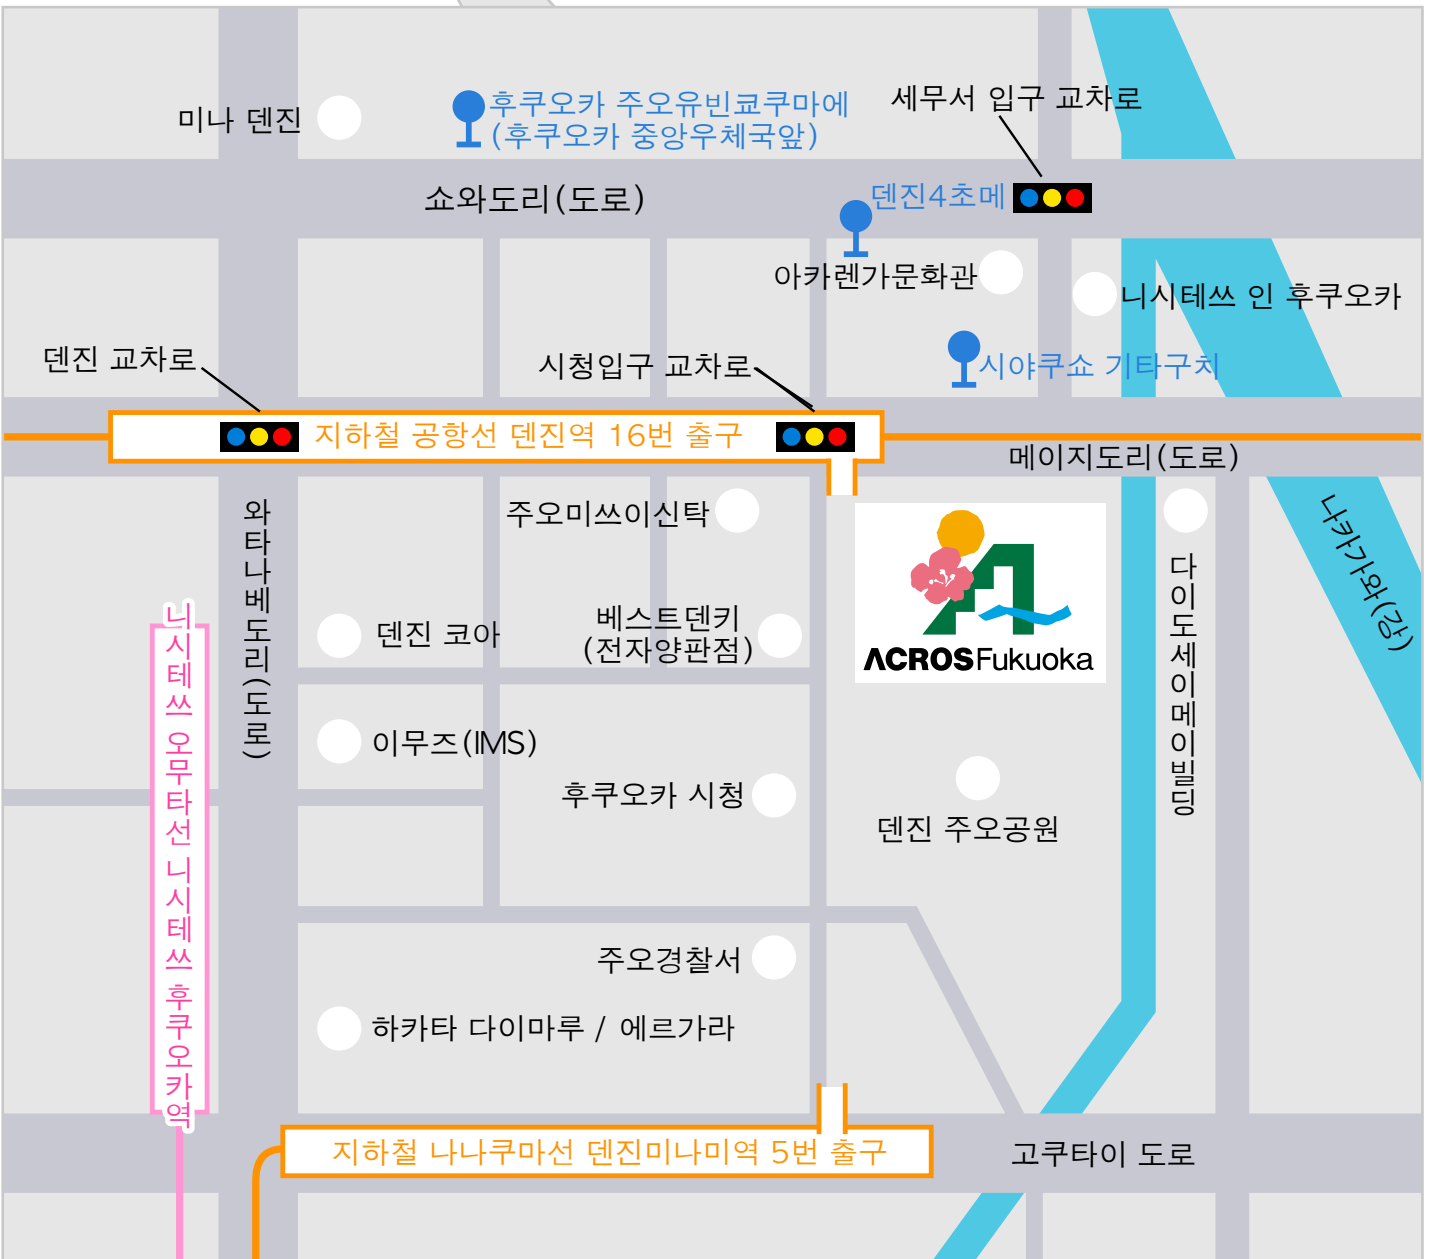 미나 덴진
후쿠오카 주오유빈쿄쿠마에
(후쿠오카 중앙우체국앞)
세무서 입구 교차로
쇼와도리(도로)
덴진4초메
아카렌가문화관
니시테쓰 인 후쿠오카
덴진 교차로
시청입구 교차로
시야쿠쇼 기타구치
지하철 공항선 덴진역 16번 출구
메이지도리(도로)
와타나베도리(도로)
주오미쓰이신탁
나카가와(강)
다이도세이메이빌딩
니시테쓰 오무타선 니시테쓰 후쿠오카역
덴진 코아
베스트덴키
(전자양판점)
ACROS Fukuoka
이무즈(IMS)
후쿠오카 시청
덴진 주오공원
주오경찰서
하카타 다이마루 / 에르가라
지하철 나나쿠마선 덴진미나미역 5번 출구
고쿠타이 도로